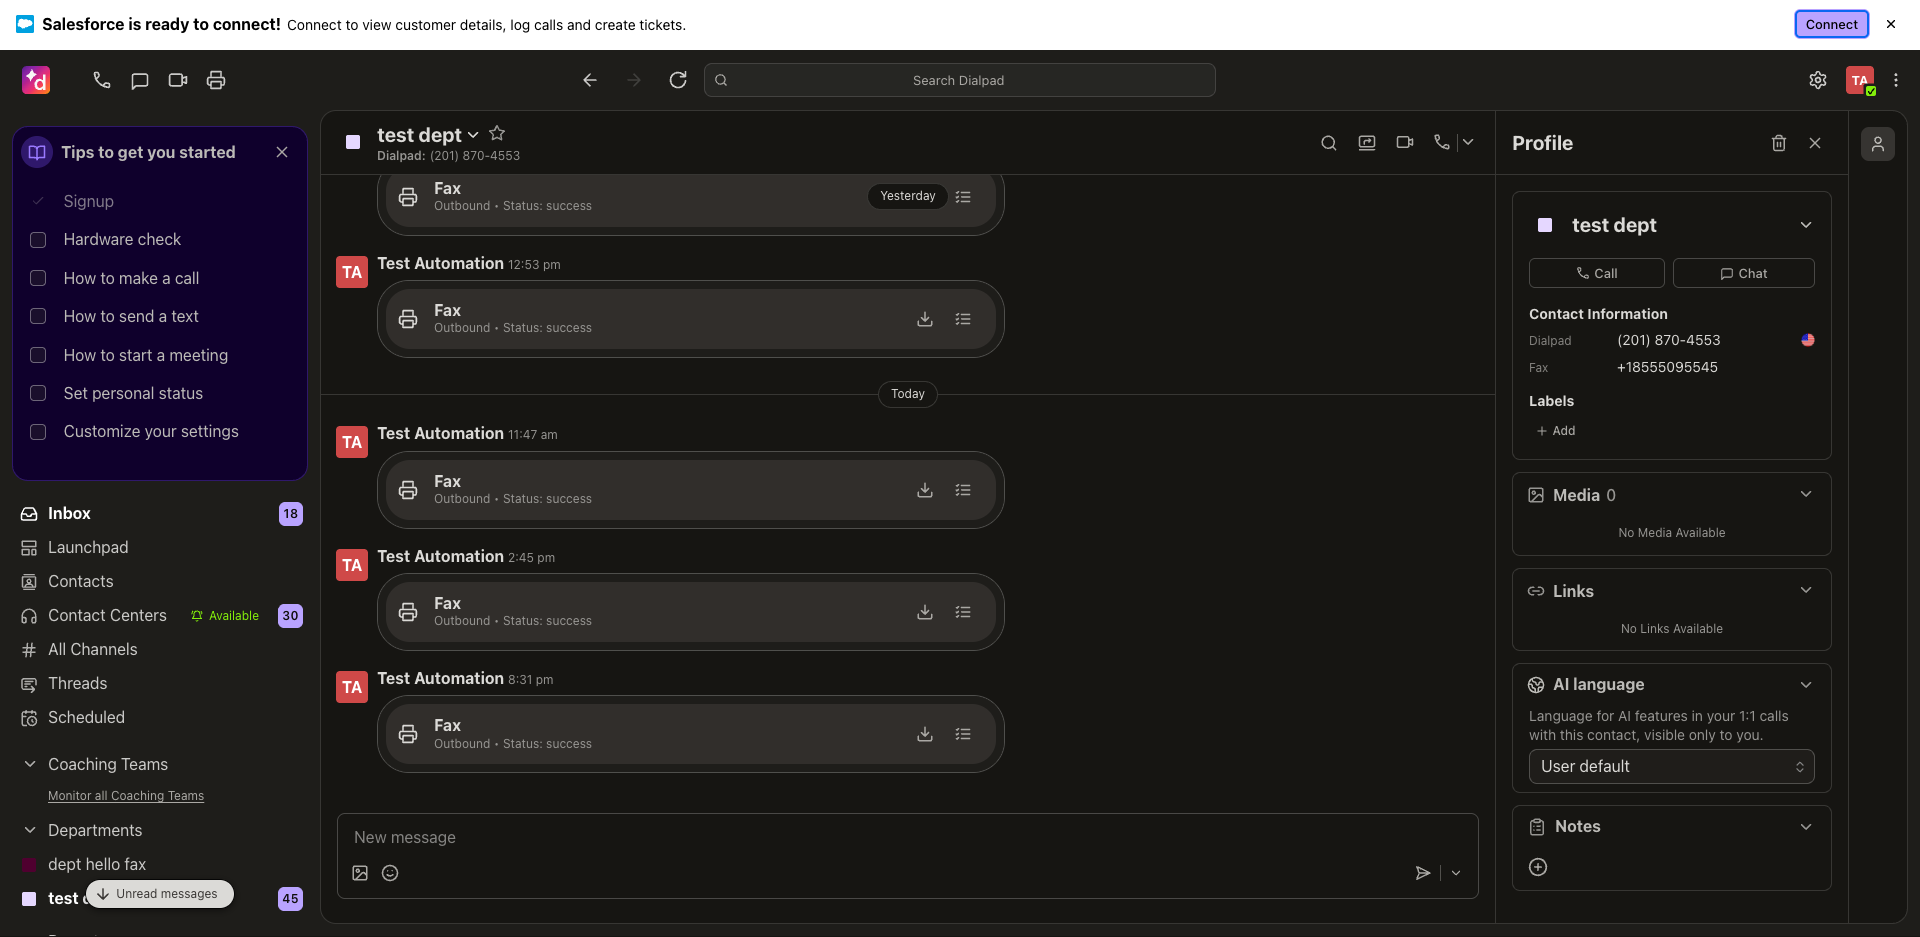 Salesforce is ready to connect! Connect to view customer details, log calls and create tickets.
Connect
Search Dialpad
TA
Tips to get you started
Signup
Hardware check
How to make a call
How to send a text
How to start a meeting
Set personal status
Customize your settings
Inbox 18
Launchpad
Contacts
Contact Centers Available 30
All Channels
Threads
Scheduled
Coaching Teams
Monitor all Coaching Teams
Departments
dept hello fax
test 45
Unread messages
test dept
Dialpad: (201) 870-4553
Fax
Outbound • Status: success
Yesterday
TA Test Automation 12:53 pm
Fax
Outbound • Status: success
Today
TA Test Automation 11:47 am
Fax
Outbound • Status: success
TA Test Automation 2:45 pm
Fax
Outbound • Status: success
TA Test Automation 8:31 pm
Fax
Outbound • Status: success
New message
Profile
test dept
Call Chat
Contact Information
Dialpad (201) 870-4553
Fax +18555095545
Labels
+ Add
Media 0
No Media Available
Links
No Links Available
AI language
Language for AI features in your 1:1 calls
with this contact, visible only to you.
User default
Notes